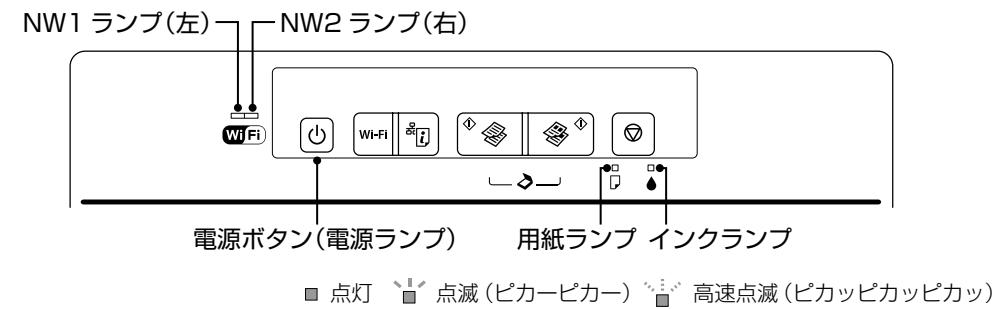 NW1 ランプ（左） NW2 ランプ（右）
Wi Fi
Wi-Fi
i
電源ボタン（電源ランプ） 用紙ランプ インクランプ
点灯 点滅（ピカーピカー） 高速点滅（ピカッピカッピカッ）